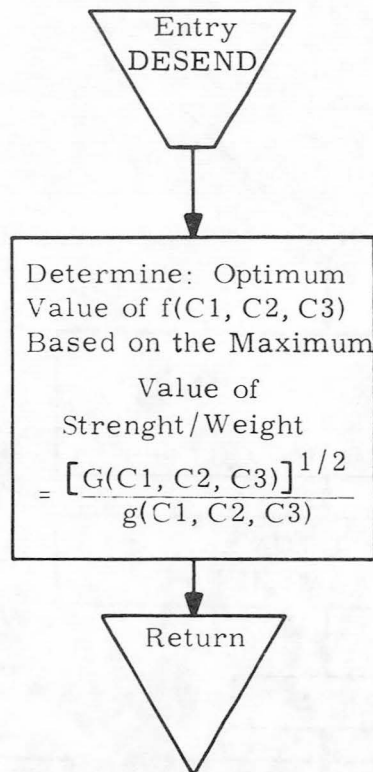 Entry
DESEND
Determine: Optimum
Value of f(C1, C2, C3)
Based on the Maximum
Value of
Strenght/Weight
= [G(C1, C2, C3)]^1/2
g(C1, C2, C3)
Return